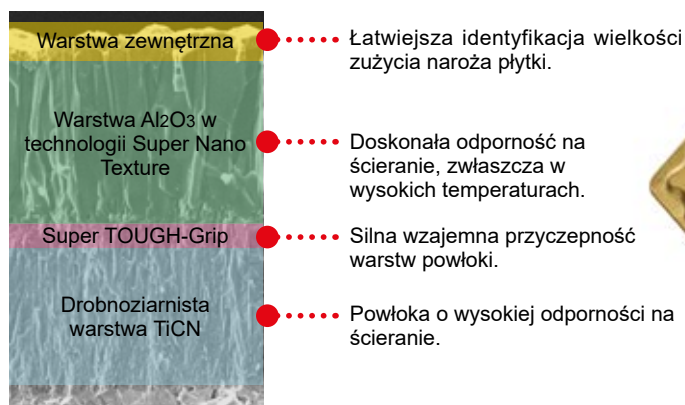 Warstwa zewnętrzna
Łatwiejsza identyfikacja wielkości
zużycia naroża płytki.
Warstwa Al2O3 w
technologii Super Nano
Texture
Doskonała odporność na
ścieranie, zwłaszcza w
wysokich temperaturach.
Super TOUGH-Grip
Silna wzajemna przyczepność
warstw powłoki.
Drobnoziarnista
warstwa TiCN
Powłoka o wysokiej odporności na
ścieranie.